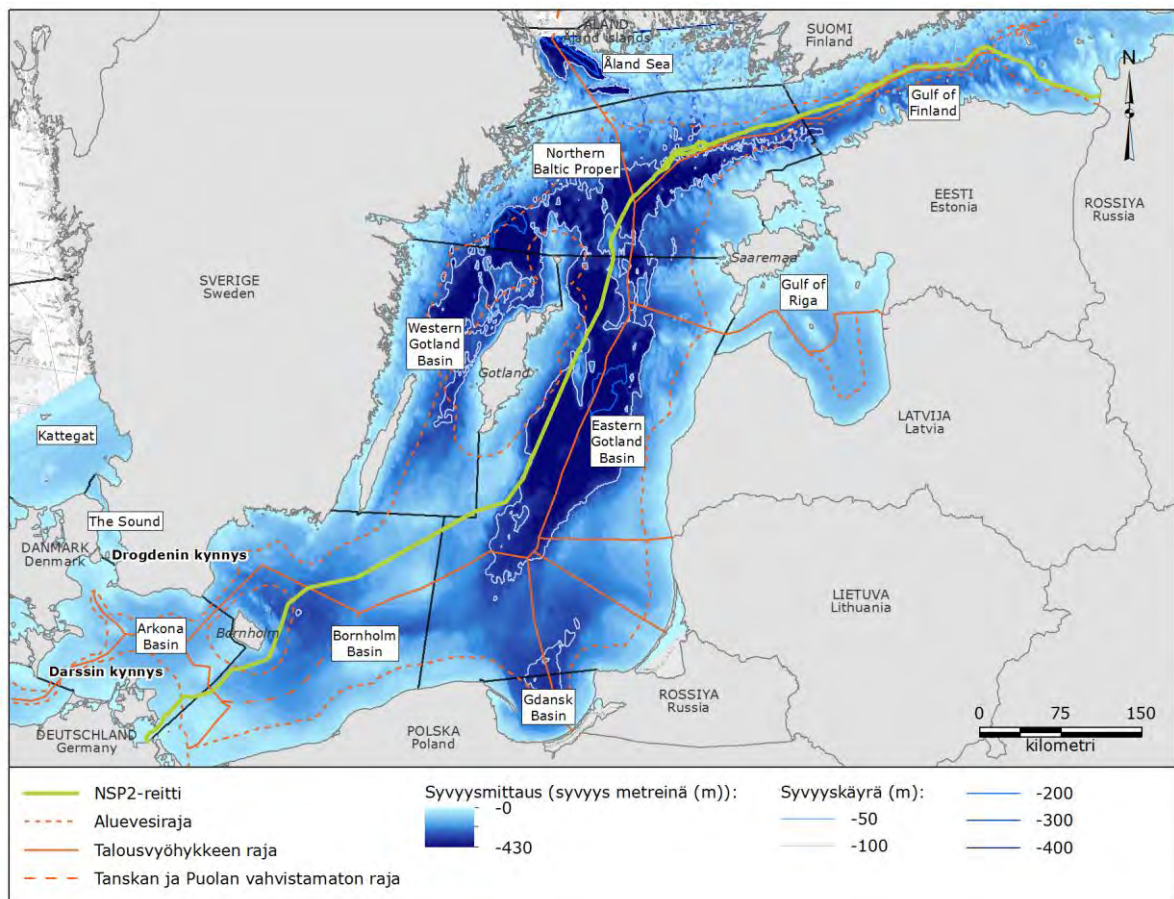 ÅLAND
Åland Islands
SUOMI
Finland
Åland Sea
N
Gulf of
Finland
Northern
Baltic Proper
EESTI
Estonia
ROSSIYA
Russia
SVERIGE
Sweden
Saaremaa
Gulf of
Riga
Western
Gotland
Basin
Gotland
LATVIJA
Latvia
Kattegat
Eastern
Gotland
Basin
The Sound
DANMARK
Denmark
Drogdenin kynnys
LIETUVA
Lithuania
Arkona
Basin
Bornholm
Bornholm
Basin
Darssin kynnys
Gdansk
Basin
ROSSIYA
Russia
DEUTSCHLAND
Germany
POLSKA
Poland
0 75 150
kilometri
NSP2-reitti
Aluevesiraja
Talousvyöhykkeen raja
Tanskan ja Puolan vahvistamaton raja
Syvyysmittaus (syvyys metreinä (m)):
-0
-430
Syvyyskäyrä (m):
-50
-100
-200
-300
-400